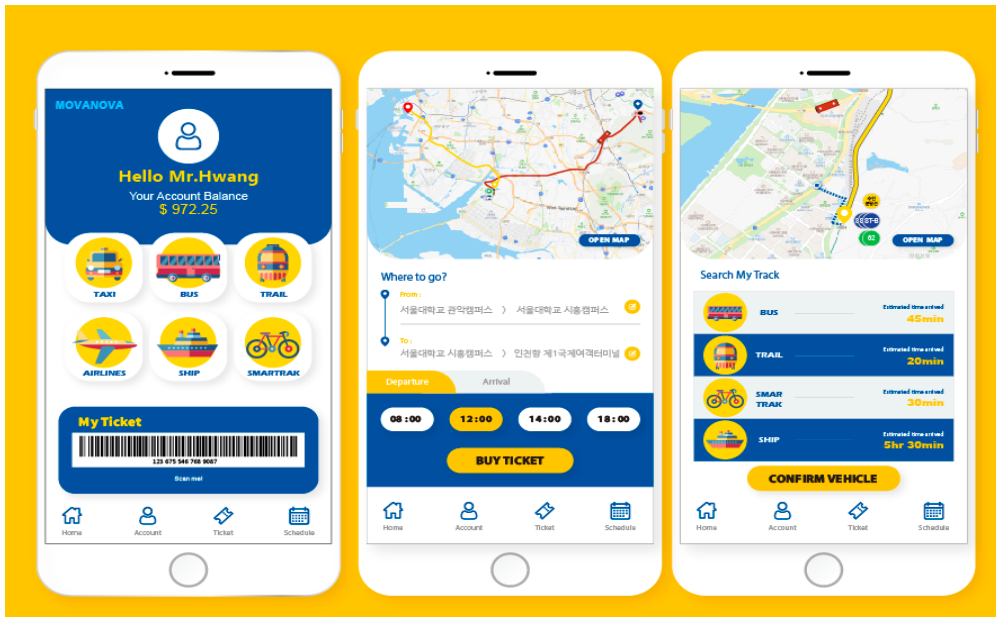 MOVANOVA
Hello Mr.Hwang
Your Account Balance
$ 972.25
TAXI
BUS
TRAIL
AIRLINES
SHIP
SMARTRAK
My Ticket
123 675 546 768 9087
Scan me!
Home
Account
Ticket
Schedule
OPEN MAP
Where to go?
From :
서울대학교 관악캠퍼스 〉 서울대학교 시흥캠퍼스
To :
서울대학교 시흥캠퍼스 〉 인천항 제1국제여객터미널
Departure
Arrival
08 : 00
12 : 00
14 : 00
18 : 00
BUY TICKET
Home
Account
Ticket
Schedule
62
OPEN MAP
Search My Track
BUS
Estimated time arrived
45min
TRAIL
Estimated time arrived
20min
SMAR
TRAK
Estimated time arrived
30min
SHIP
Estimated time arrived
5hr 30min
CONFIRM VEHICLE
Home
Account
Ticket
Schedule